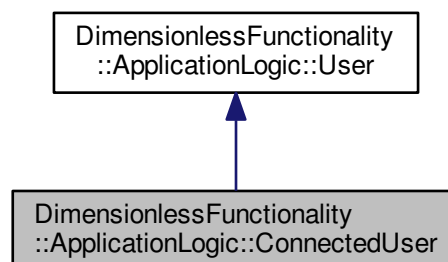 DimensionlessFunctionality
::ApplicationLogic::User
DimensionlessFunctionality
::ApplicationLogic::ConnectedUser